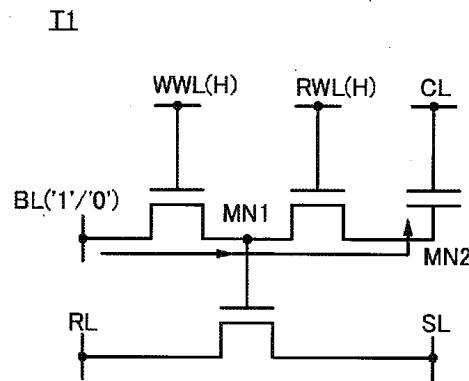 T1
WWL(H)
RWL(H)
CL
BL('1'/'0')
MN1
MN2
RL
SL